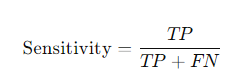 Sensitivity = TP / TP + FN